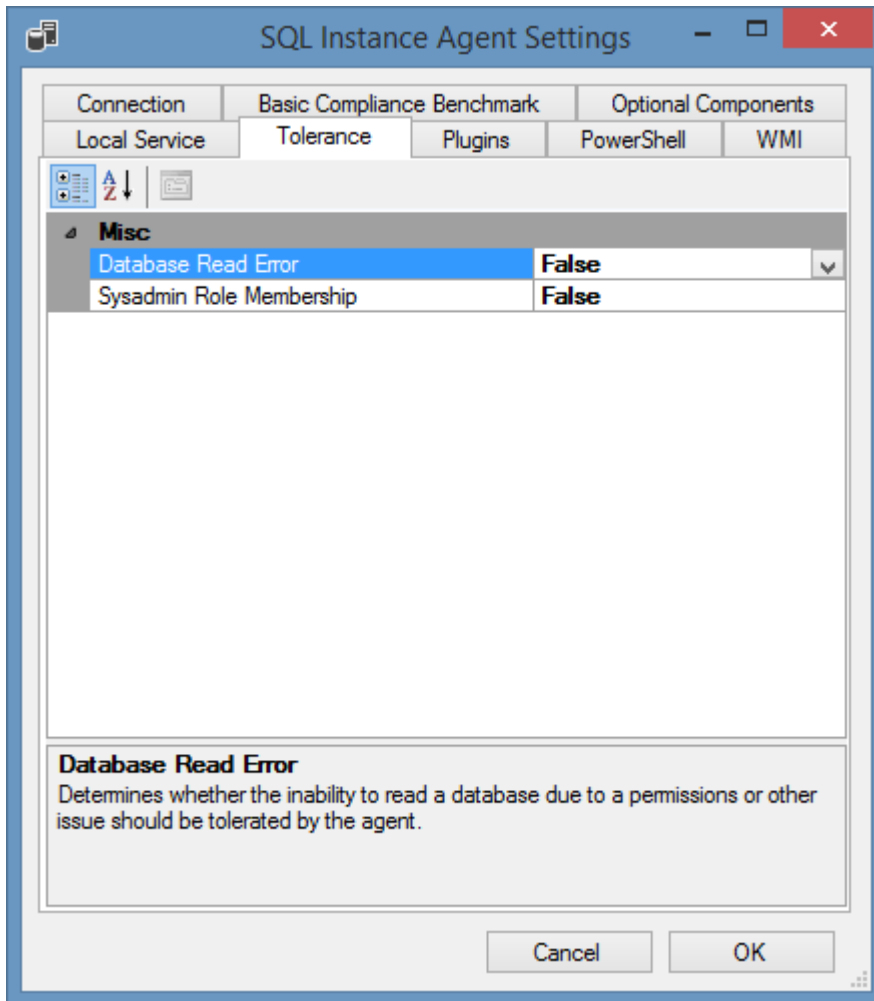 SQL Instance Agent Settings
Connection Basic Compliance Benchmark Optional Components
Local Service Tolerance Plugins PowerShell WMI
Misc
Database Read Error False
Sysadmin Role Membership False
Database Read Error
Determines whether the inability to read a database due to a permissions or other
issue should be tolerated by the agent.
Cancel OK